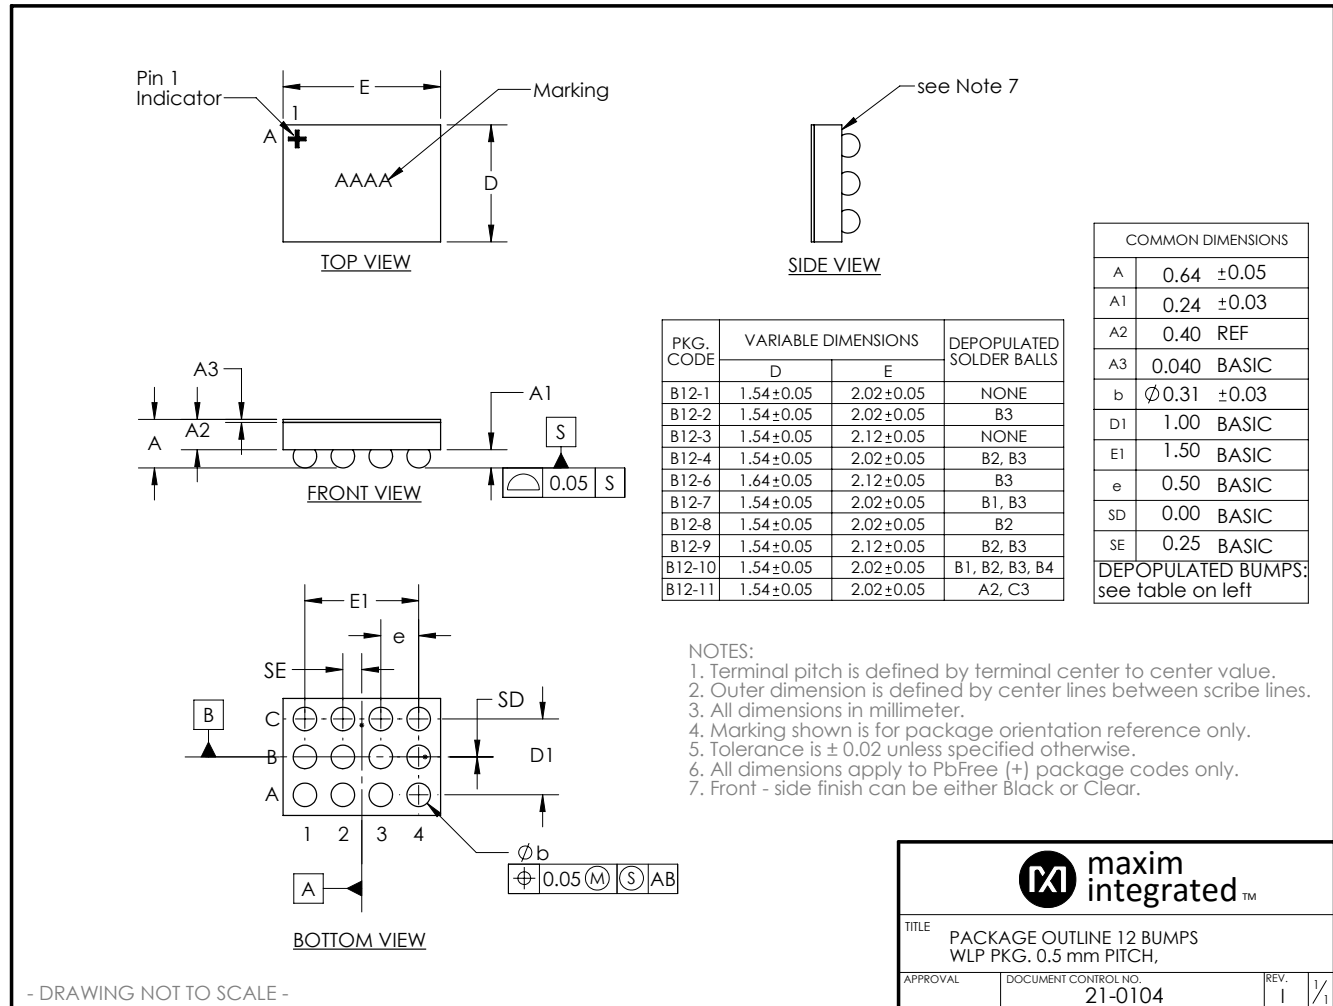 Pin 1
Indicator
1
A
E
Marking
AAAA
D
TOP VIEW
see Note 7
SIDE VIEW
COMMON DIMENSIONS
A 0.64 ±0.05
A1 0.24 ±0.03
A2 0.40 REF
A3 0.040 BASIC
b Ø0.31 ±0.03
D1 1.00 BASIC
E1 1.50 BASIC
e 0.50 BASIC
SD 0.00 BASIC
SE 0.25 BASIC
DEPOPULATED BUMPS:
see table on left
PKG. CODE VARIABLE DIMENSIONS DEPOPULATED SOLDER BALLS
D E
B12-1 1.54±0.05 2.02±0.05 NONE
B12-2 1.54±0.05 2.02±0.05 B3
B12-3 1.54±0.05 2.12±0.05 NONE
B12-4 1.54±0.05 2.02±0.05 B2, B3
B12-6 1.64±0.05 2.12±0.05 B3
B12-7 1.54±0.05 2.02±0.05 B1, B3
B12-8 1.54±0.05 2.02±0.05 B2
B12-9 1.54±0.05 2.12±0.05 B2, B3
B12-10 1.54±0.05 2.02±0.05 B1, B2, B3, B4
B12-11 1.54±0.05 2.02±0.05 A2, C3
A3
A
A2
A1
S
0.05 S
FRONT VIEW
E1
e
SE
SD
B
C
B
A
D1
1 2 3 4
Øb
⌖ 0.05 Ⓜ Ⓢ AB
A
BOTTOM VIEW
NOTES:
1. Terminal pitch is defined by terminal center to center value.
2. Outer dimension is defined by center lines between scribe lines.
3. All dimensions in millimeter.
4. Marking shown is for package orientation reference only.
5. Tolerance is ± 0.02 unless specified otherwise.
6. All dimensions apply to PbFree (+) package codes only.
7. Front - side finish can be either Black or Clear.
maxim
integrated ™
TITLE
PACKAGE OUTLINE 12 BUMPS
WLP PKG. 0.5 mm PITCH,
APPROVAL
DOCUMENT CONTROL NO.
21-0104
REV.
I
1/1
- DRAWING NOT TO SCALE -